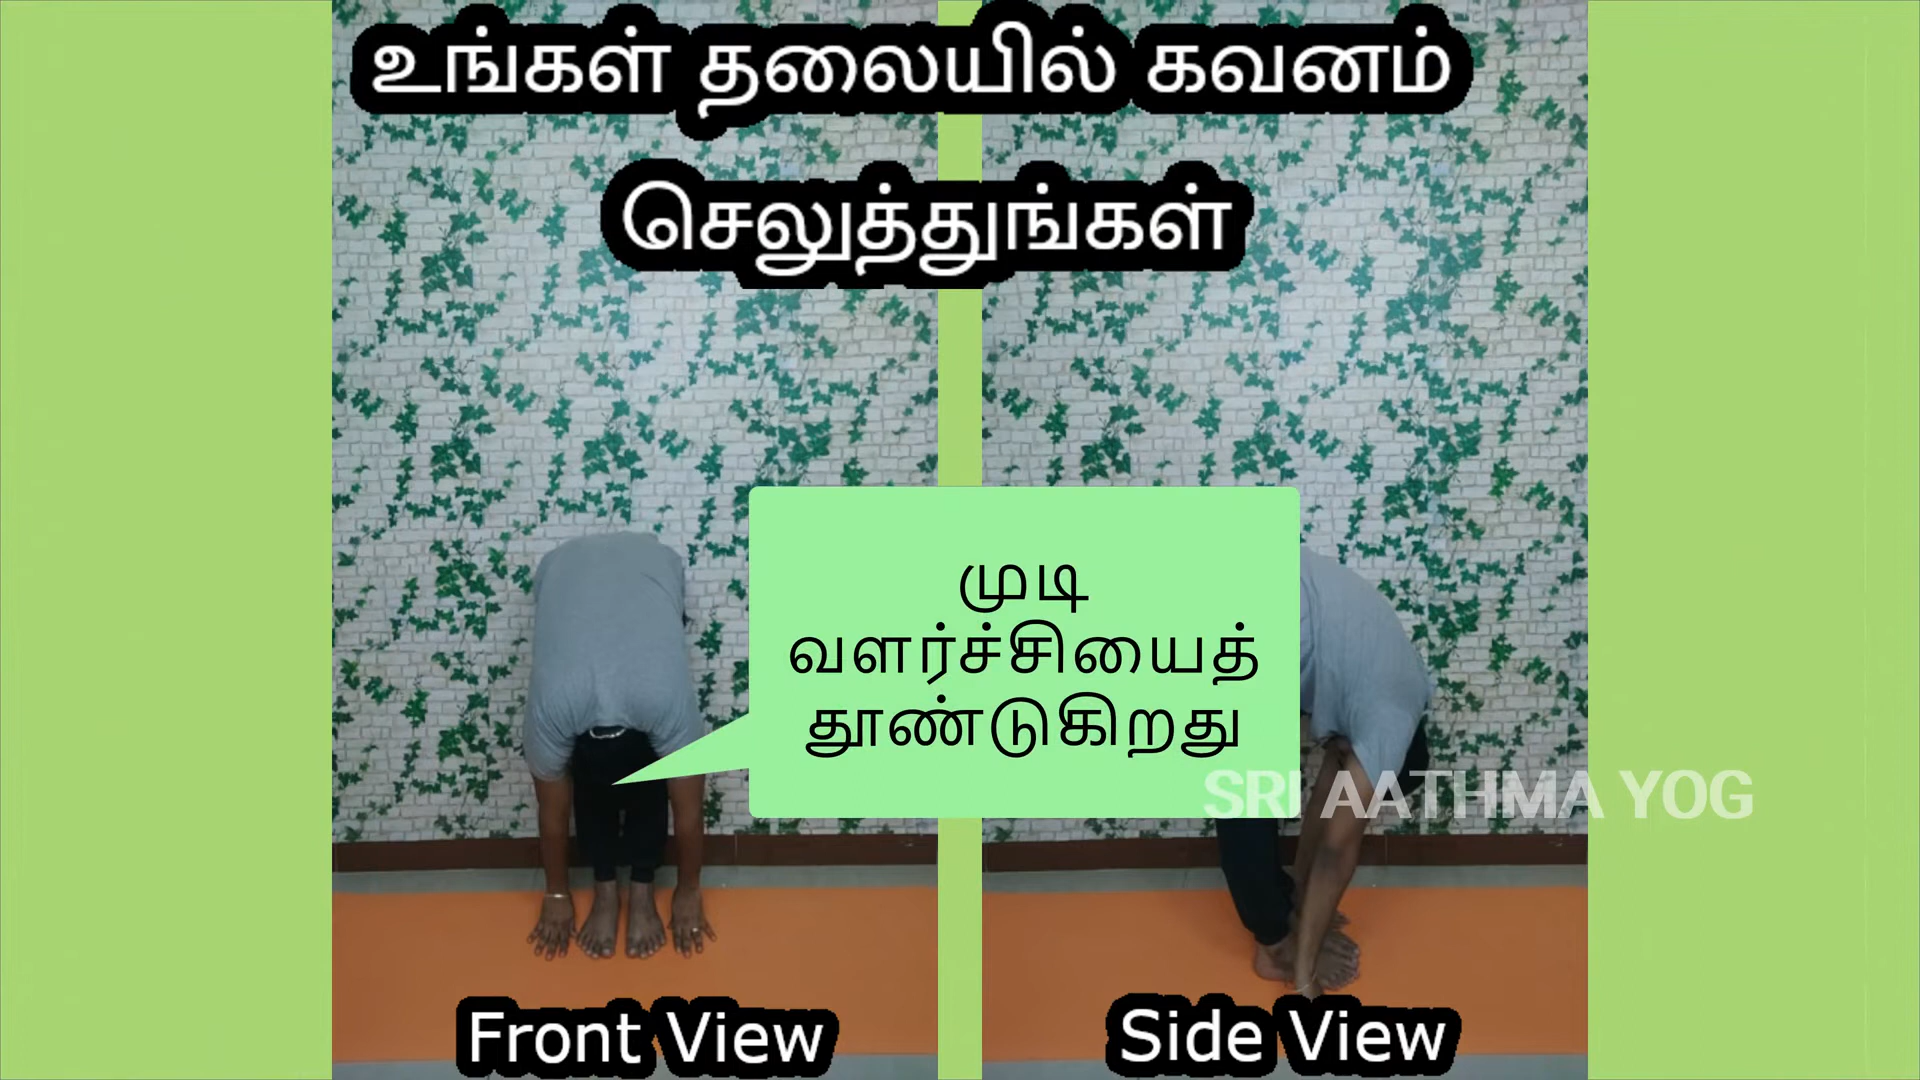 உங்கள் தலையில் கவனம்
செலுத்துங்கள்
முடி
வளர்ச்சியைத்
தூண்டுகிறது
SRI AATHMA YOG
Front View
Side View